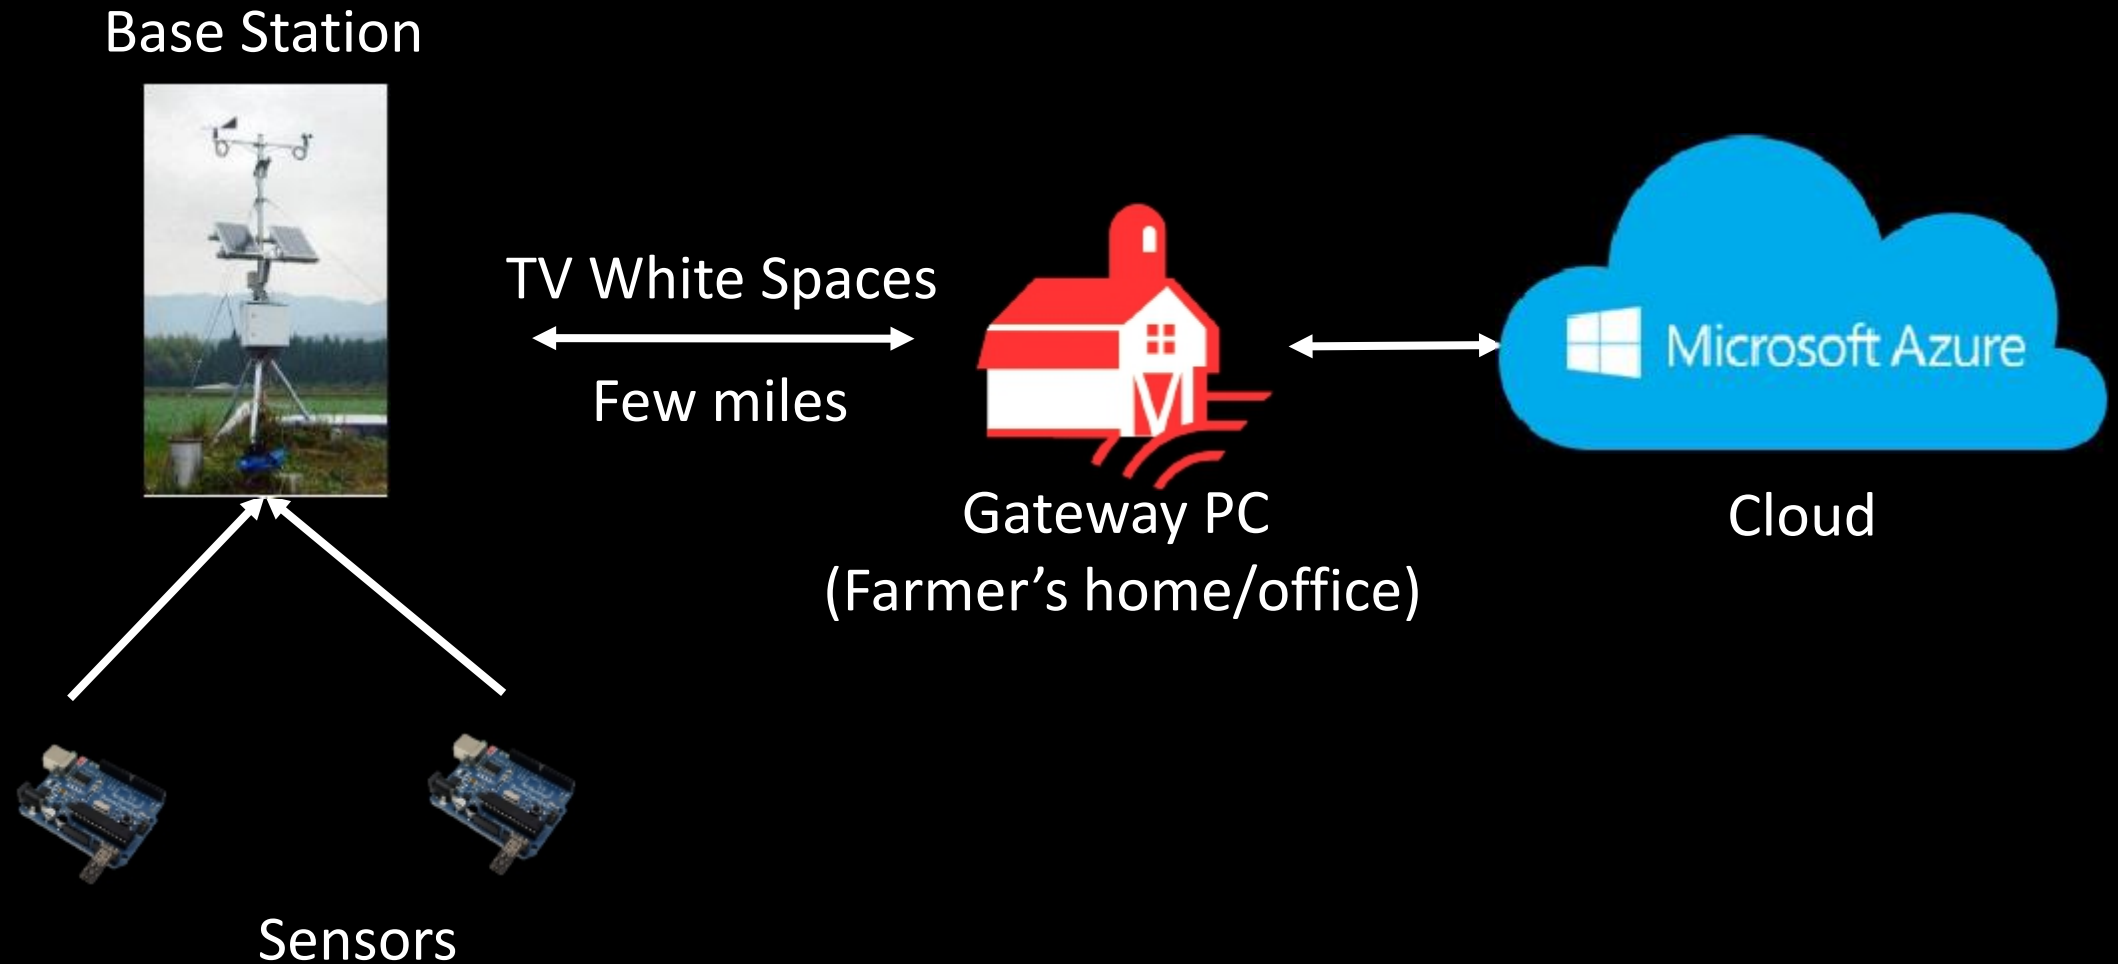 Base Station
TV White Spaces
Few miles
Microsoft Azure
Gateway PC
(Farmer’s home/office)
Cloud
Sensors